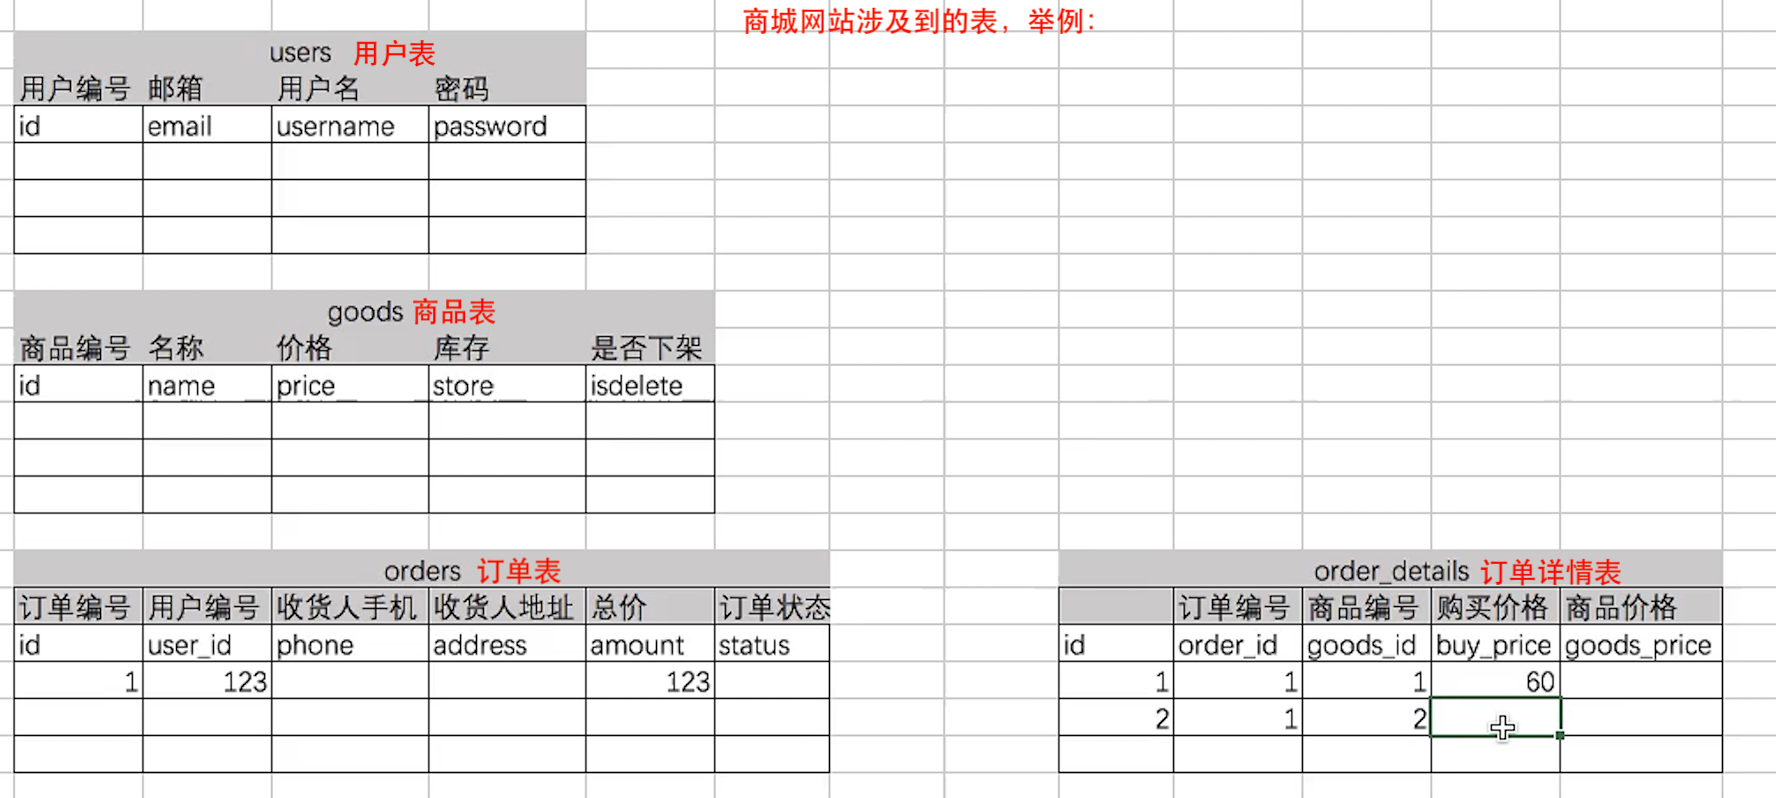 商城网站涉及到的表，举例：
users 用户表
用户编号 邮箱 用户名 密码
id email username password
goods 商品表
商品编号 名称 价格 库存 是否下架
id name price store isdelete
orders 订单表
订单编号 用户编号 收货人手机 收货人地址 总价 订单状态
id user_id phone address amount status
1 123 123
order_details 订单详情表
订单编号 商品编号 购买价格 商品价格
id order_id goods_id buy_price goods_price
1 1 1 60
2 1 2